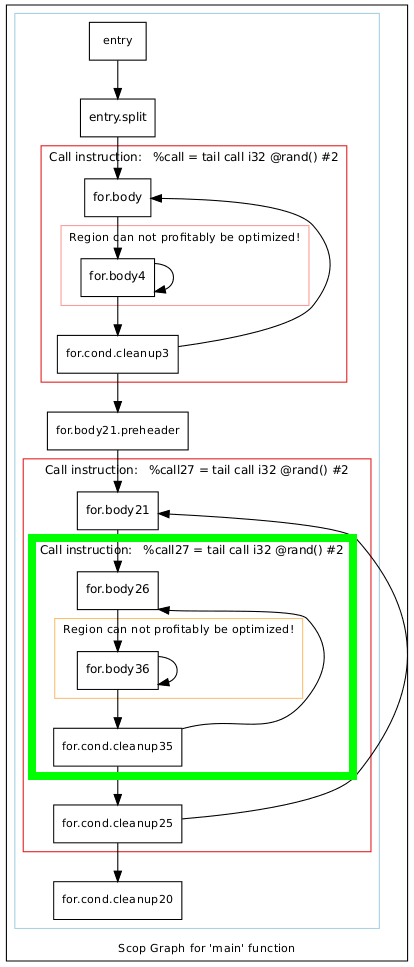 entry
entry.split
Call instruction: %call = tail call i32 @rand() #2
for.body
Region can not profitably be optimized!
for.body4
for.cond.cleanup3
for.body21.preheader
Call instruction: %call27 = tail call i32 @rand() #2
for.body21
Call instruction: %call27 = tail call i32 @rand() #2
for.body26
Region can not profitably be optimized!
for.body36
for.cond.cleanup35
for.cond.cleanup25
for.cond.cleanup20
Scop Graph for 'main' function